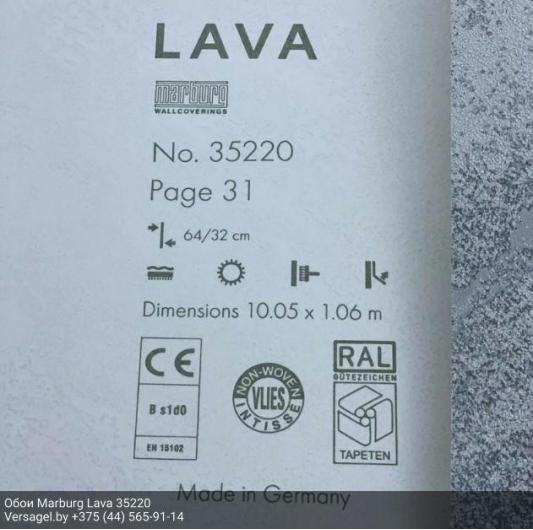 LAVA
marburg
WALLCOVERINGS
No. 35220
Page 31
64/32 cm
Dimensions 10.05 x 1.06 m
CE
B s1d0
EN 15102
NON-WOVEN
VLIES
INTISSÉ
RAL
GÜTEZEICHEN
TAPETEN
Made in Germany
Обои Marburg Lava 35220
Versagel.by +375 (44) 565-91-14